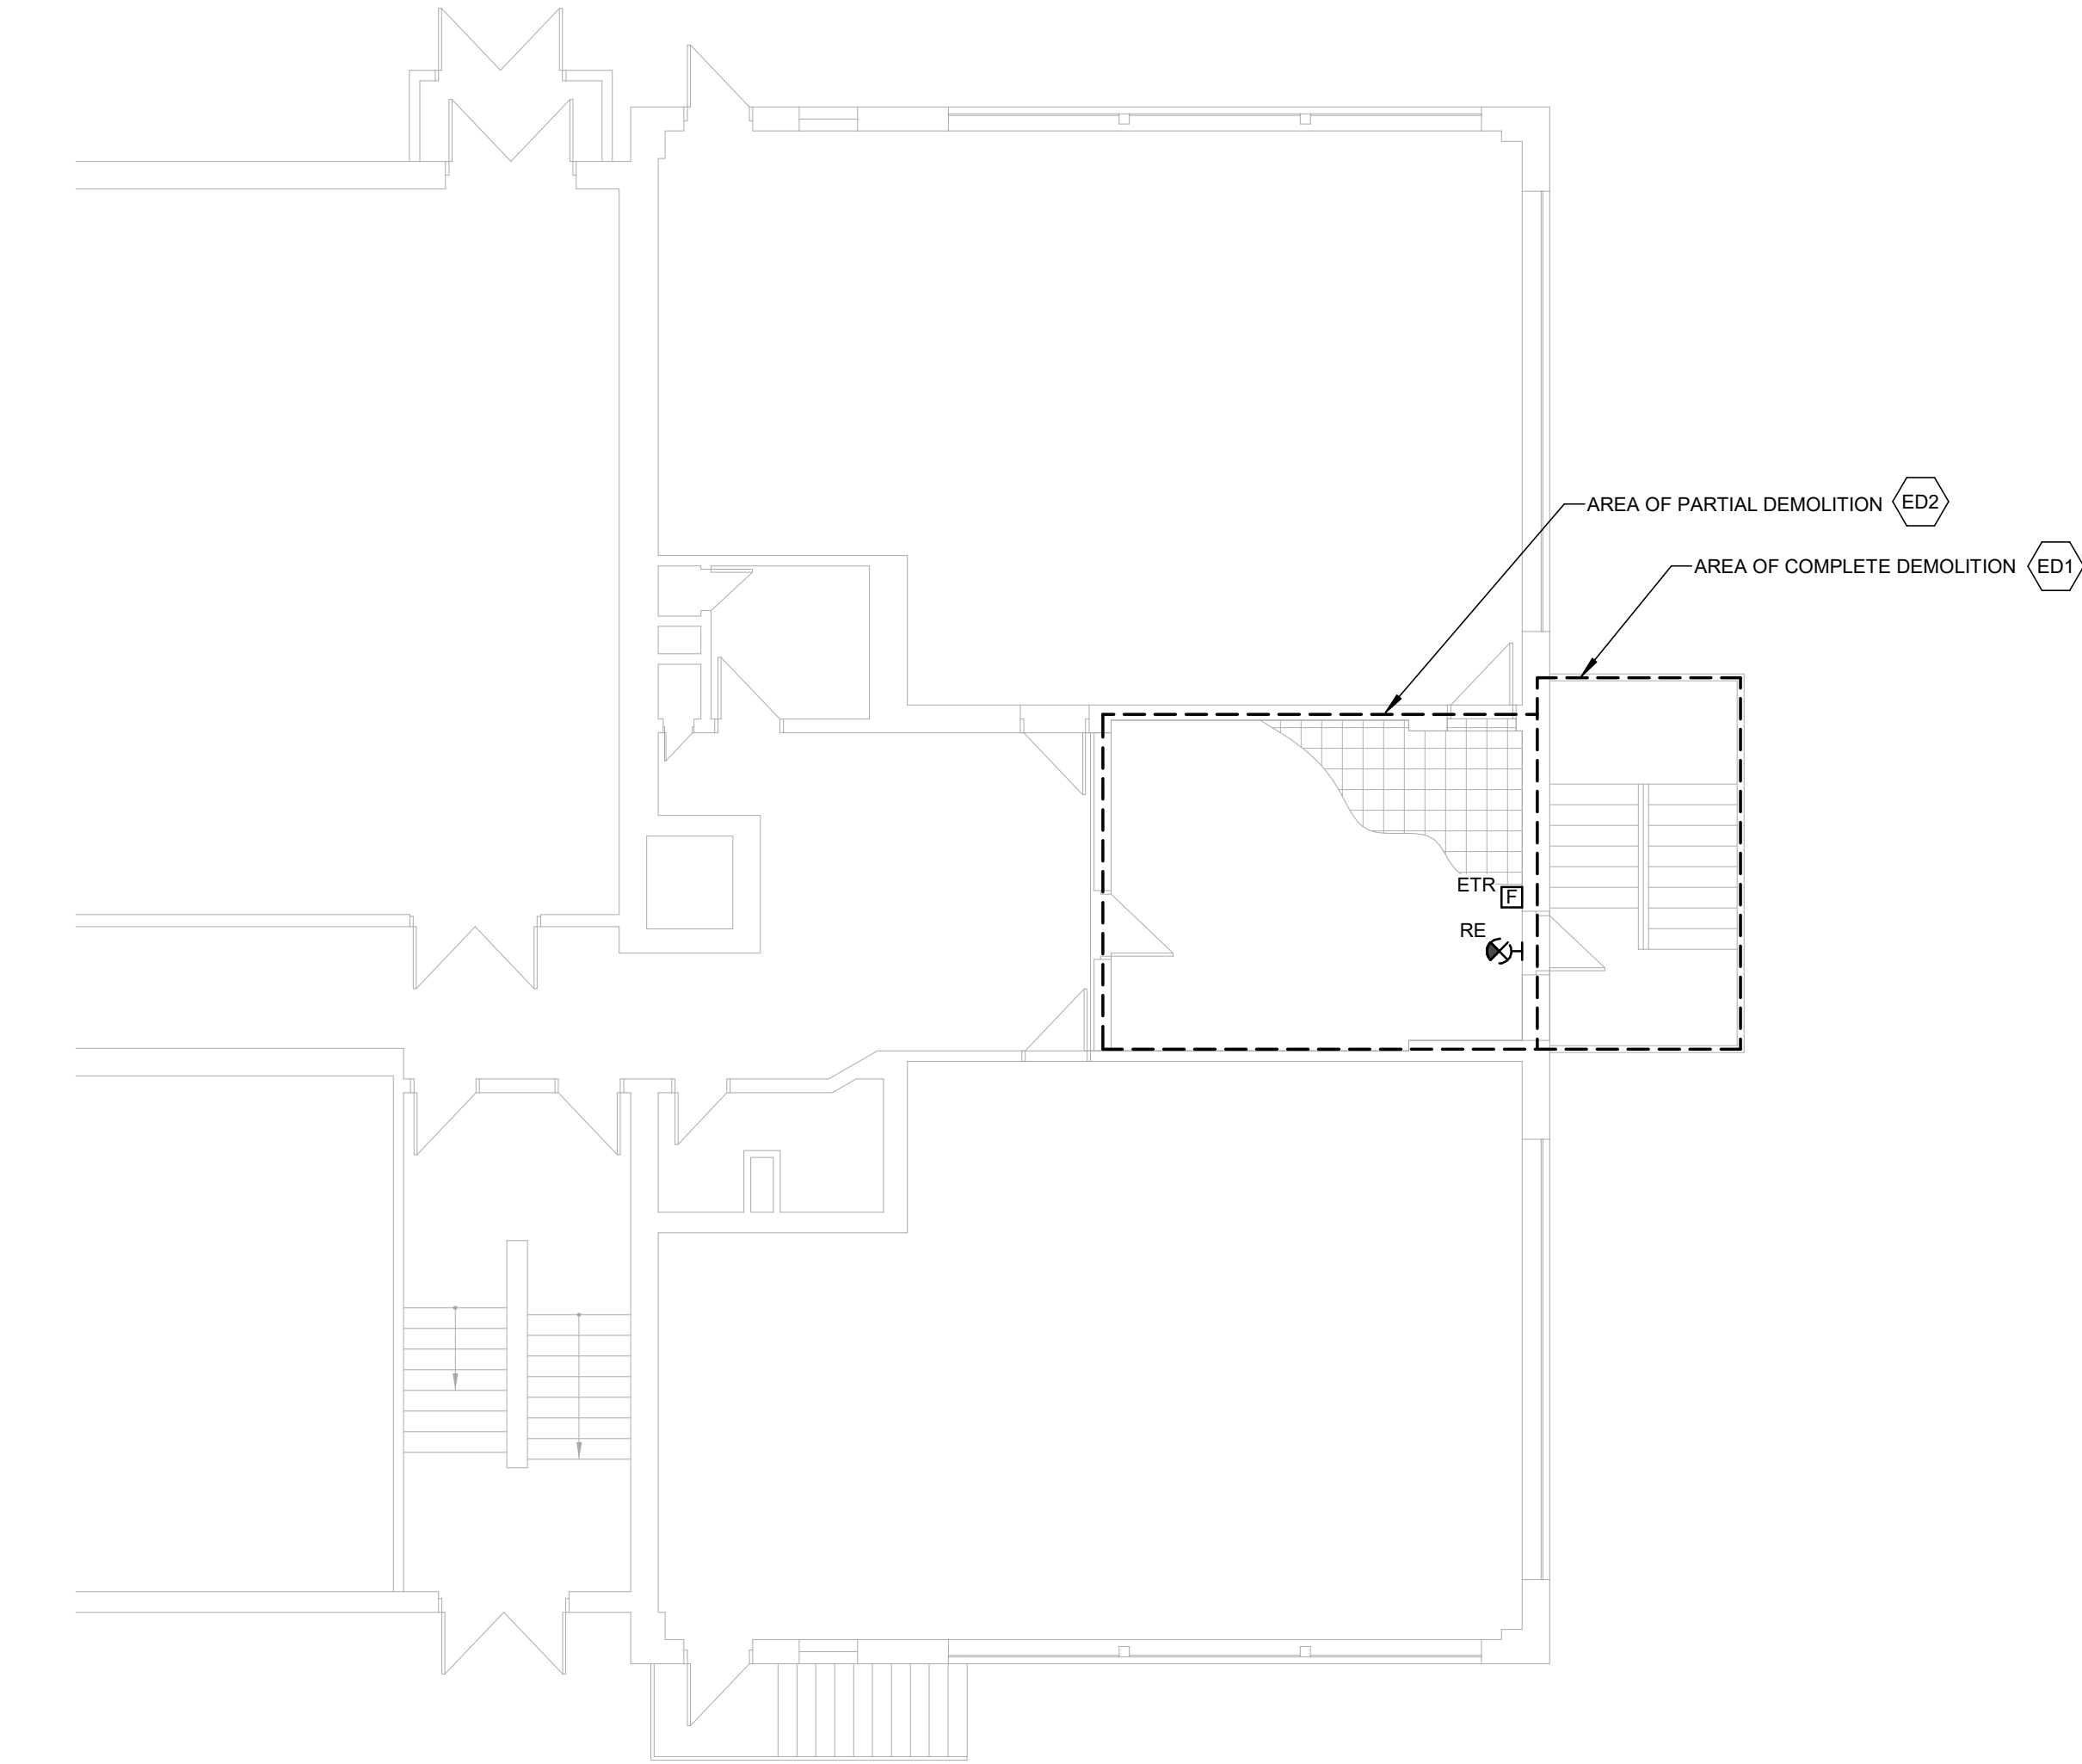 AREA OF PARTIAL DEMOLITION ED2
AREA OF COMPLETE DEMOLITION ED1
ETR F
RE